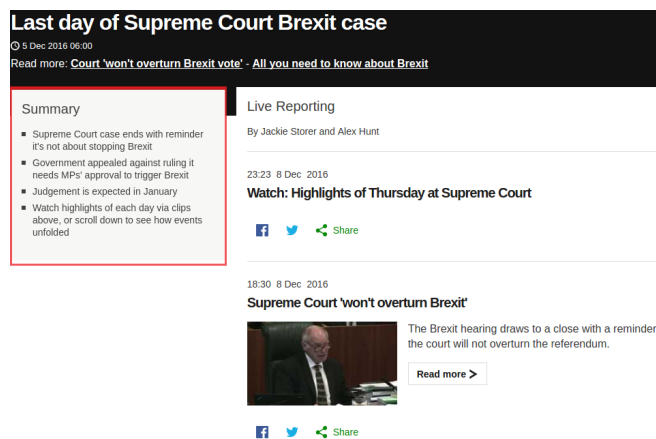 Last day of Supreme Court Brexit case
5 Dec 2016 06:00
Read more: Court 'won't overturn Brexit vote' - All you need to know about Brexit
Summary
Supreme Court case ends with reminder
it's not about stopping Brexit
Government appealed against ruling it
needs MPs' approval to trigger Brexit
Judgement is expected in January
Watch highlights of each day via clips
above, or scroll down to see how events
unfolded
Live Reporting
By Jackie Storer and Alex Hunt
23:23 8 Dec 2016
Watch: Highlights of Thursday at Supreme Court
Share
18:30 8 Dec 2016
Supreme Court 'won't overturn Brexit'
The Brexit hearing draws to a close with a reminder
the court will not overturn the referendum.
Read more >
Share